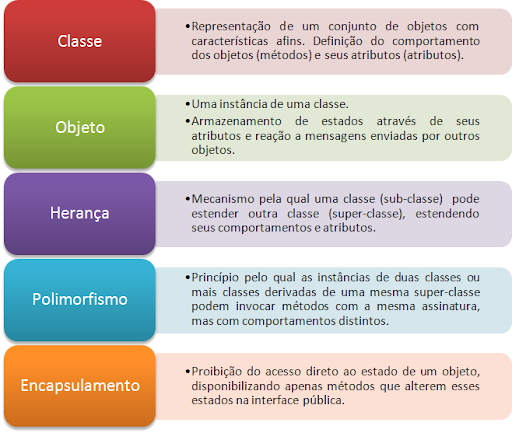 Classe
•Representação de um conjunto de objetos com
características afins. Definição do comportamento
dos objetos (métodos) e seus atributos (atributos).
Objeto
•Uma instância de uma classe.
•Armazenamento de estados através de seus
atributos e reação a mensagens enviadas por outros
objetos.
Herança
•Mecanismo pela qual uma classe (sub-classe) pode
estender outra classe (super-classe), estendendo
seus comportamentos e atributos.
Polimorfismo
•Princípio pelo qual as instâncias de duas classes ou
mais classes derivadas de uma mesma super-classe
podem invocar métodos com a mesma assinatura,
mas com comportamentos distintos.
Encapsulamento
•Proibição do acesso direto ao estado de um objeto,
disponibilizando apenas métodos que alterem esses
estados na interface pública.